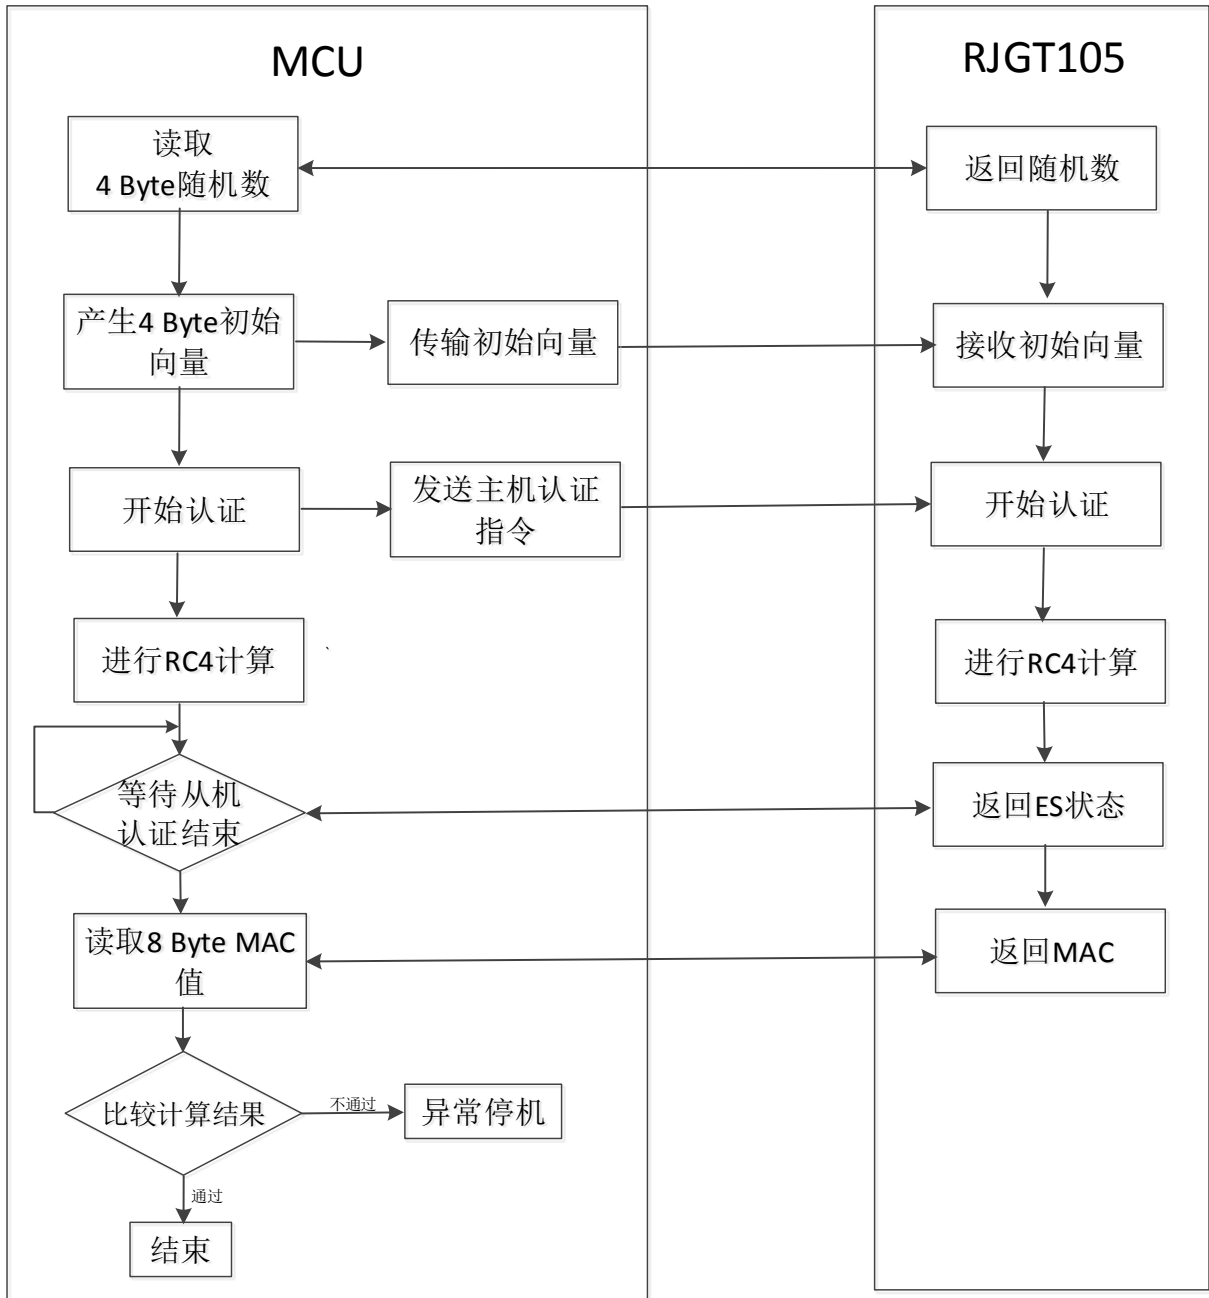 MCU
RJGT105
读取
4 Byte随机数
返回随机数
产生4 Byte初始
向量
传输初始向量
接收初始向量
开始认证
发送主机认证
指令
开始认证
进行RC4计算
、
进行RC4计算
等待从机
认证结束
返回ES状态
读取8 Byte MAC
值
返回MAC
比较计算结果
不通过
异常停机
通过
结束